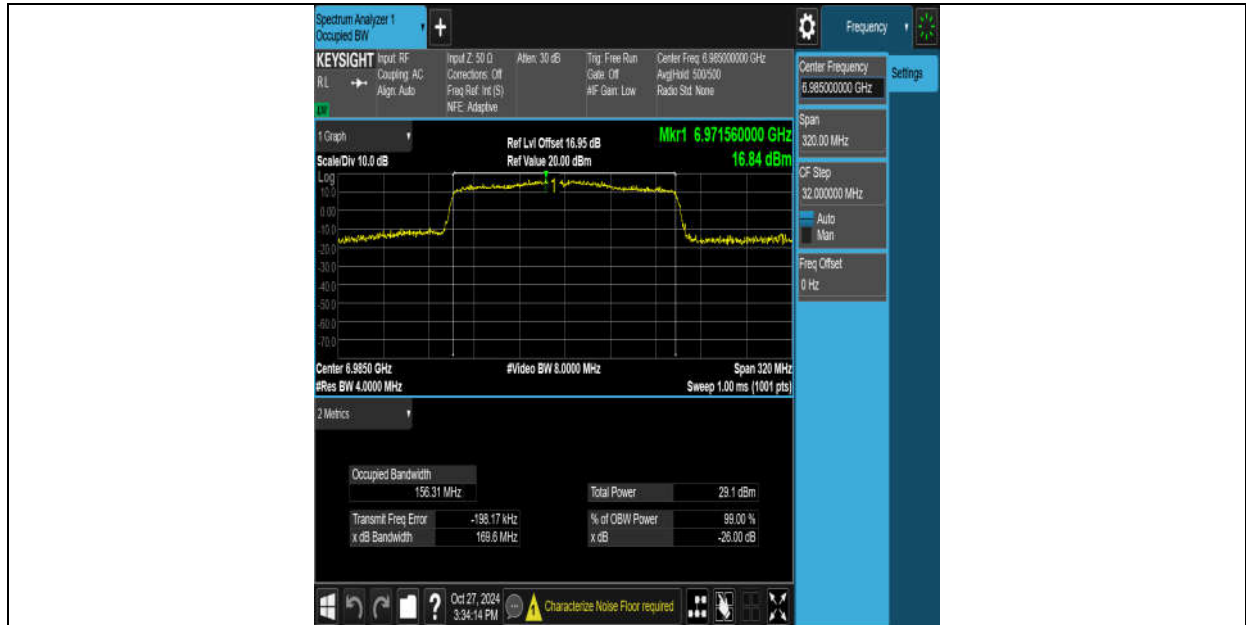 Spectrum Analyzer 1
Occupied BW
+
Frequency
KEYSIGHT
RL
Input: RF
Coupling: AC
Align: Auto
Input Z: 50 Ω
Corrections: Off
Freq Ref: Int (S)
NFE: Adaptive
Atten: 30 dB
Trig: Free Run
Gate: Off
#IF Gain: Low
Center Freq: 6.985000000 GHz
Avg|Hold: 500/500
Radio Std: None
Center Frequency
6.985000000 GHz
Settings
Span
320.00 MHz
CF Step
32.000000 MHz
Auto
Man
Freq Offset
0 Hz
1 Graph
Scale/Div 10.0 dB
Ref Lvl Offset 16.95 dB
Ref Value 20.00 dBm
Mkr1 6.971560000 GHz
16.84 dBm
Log
10.0
0.00
-10.0
-20.0
-30.0
-40.0
-50.0
-60.0
-70.0
1
Center 6.9850 GHz
#Res BW 4.0000 MHz
#Video BW 8.0000 MHz
Span 320 MHz
Sweep 1.00 ms (1001 pts)
2 Metrics
Occupied Bandwidth
156.31 MHz
Total Power 29.1 dBm
Transmit Freq Error -198.17 kHz
% of OBW Power 99.00 %
x dB Bandwidth 169.6 MHz
x dB -26.00 dB
?
Oct 27, 2024
3:34:14 PM
Characterize Noise Floor required